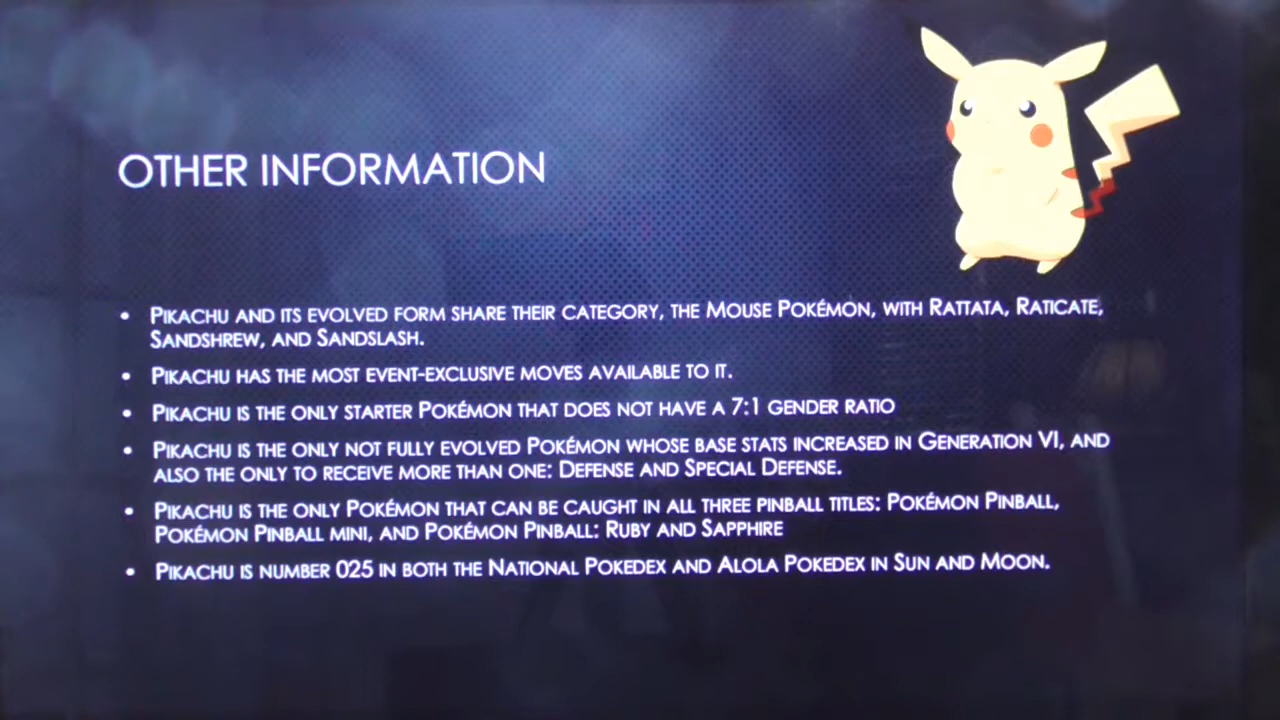 OTHER INFORMATION
• PIKACHU AND ITS EVOLVED FORM SHARE THEIR CATEGORY, THE MOUSE POKÉMON, WITH RATTATA, RATICATE,
SANDSHREW, AND SANDSLASH.
• PIKACHU HAS THE MOST EVENT-EXCLUSIVE MOVES AVAILABLE TO IT.
• PIKACHU IS THE ONLY STARTER POKÉMON THAT DOES NOT HAVE A 7:1 GENDER RATIO
• PIKACHU IS THE ONLY NOT FULLY EVOLVED POKÉMON WHOSE BASE STATS INCREASED IN GENERATION VI, AND
ALSO THE ONLY TO RECEIVE MORE THAN ONE: DEFENSE AND SPECIAL DEFENSE.
• PIKACHU IS THE ONLY POKÉMON THAT CAN BE CAUGHT IN ALL THREE PINBALL TITLES: POKÉMON PINBALL,
POKÉMON PINBALL MINI, AND POKÉMON PINBALL: RUBY AND SAPPHIRE
• PIKACHU IS NUMBER 025 IN BOTH THE NATIONAL POKEDEX AND ALOLA POKEDEX IN SUN AND MOON.